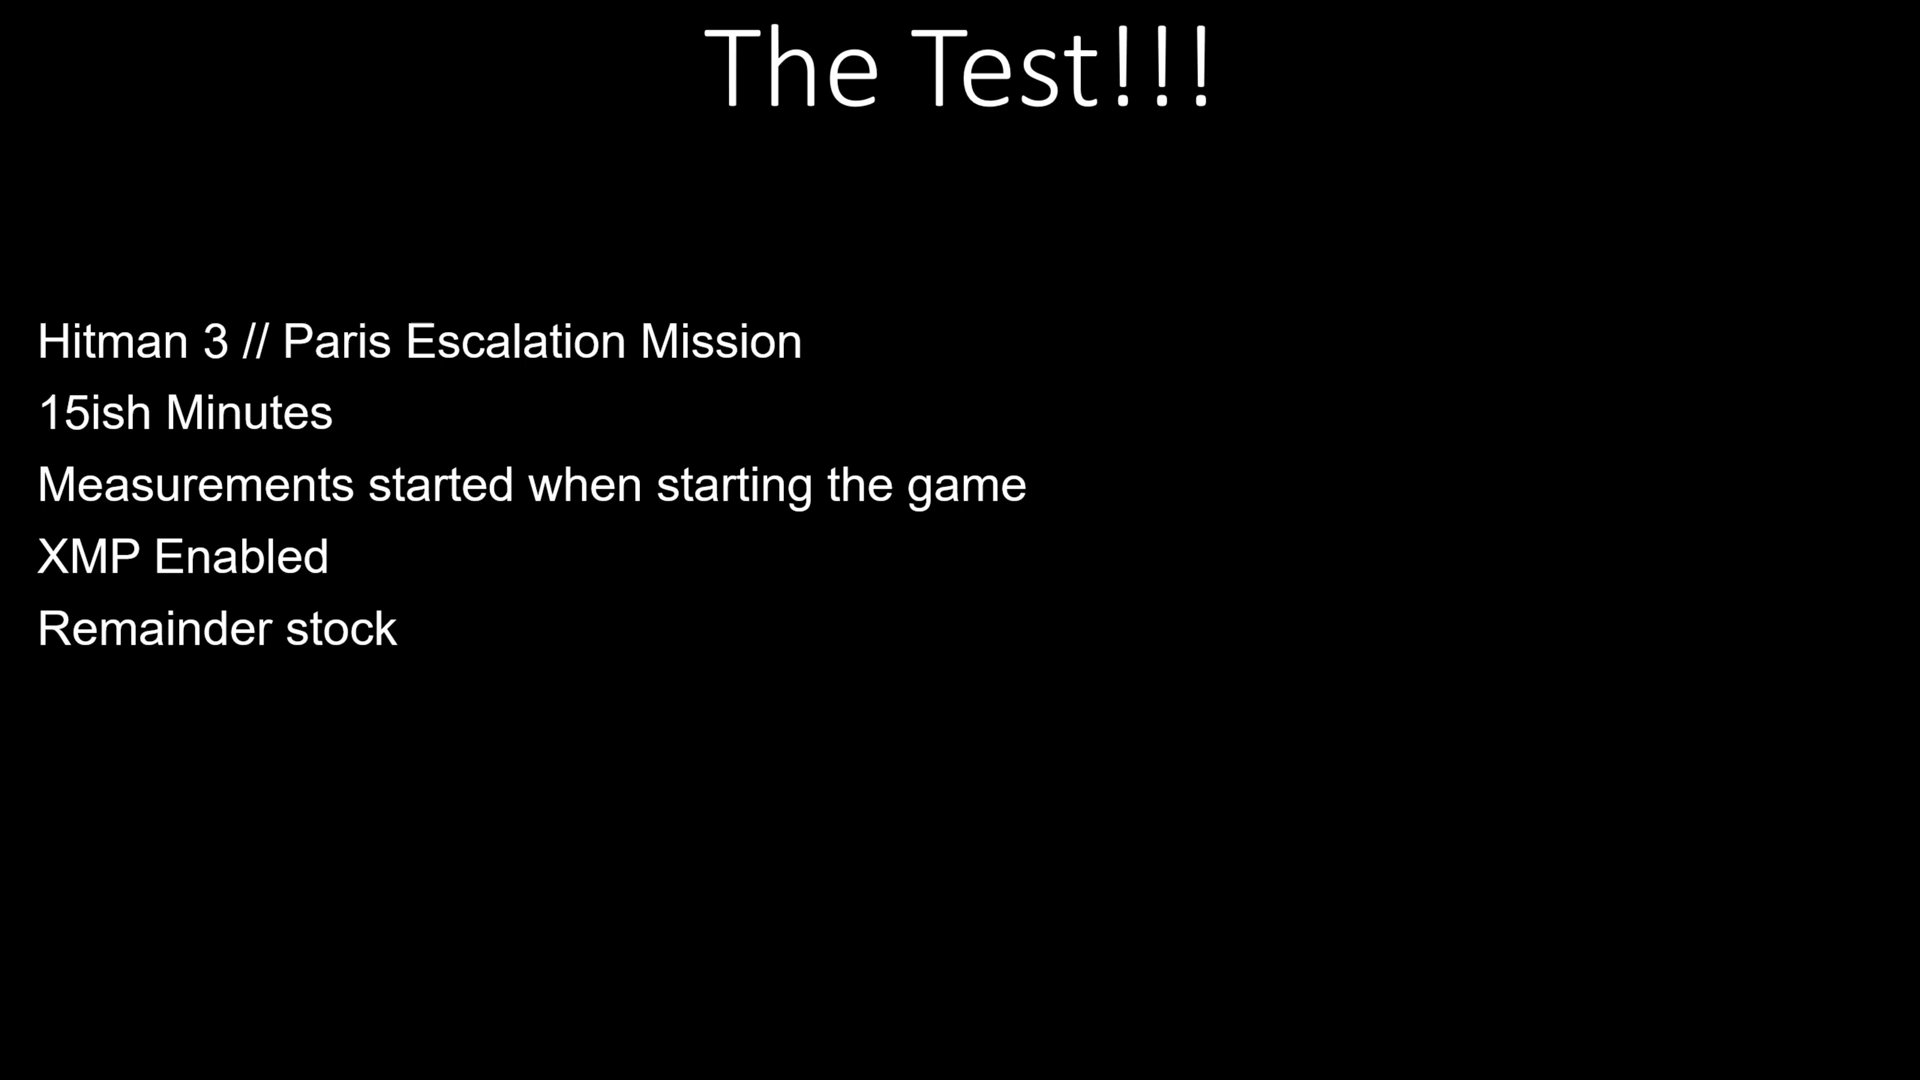 The Test!!!
Hitman 3 // Paris Escalation Mission
15ish Minutes
Measurements started when starting the game
XMP Enabled
Remainder stock